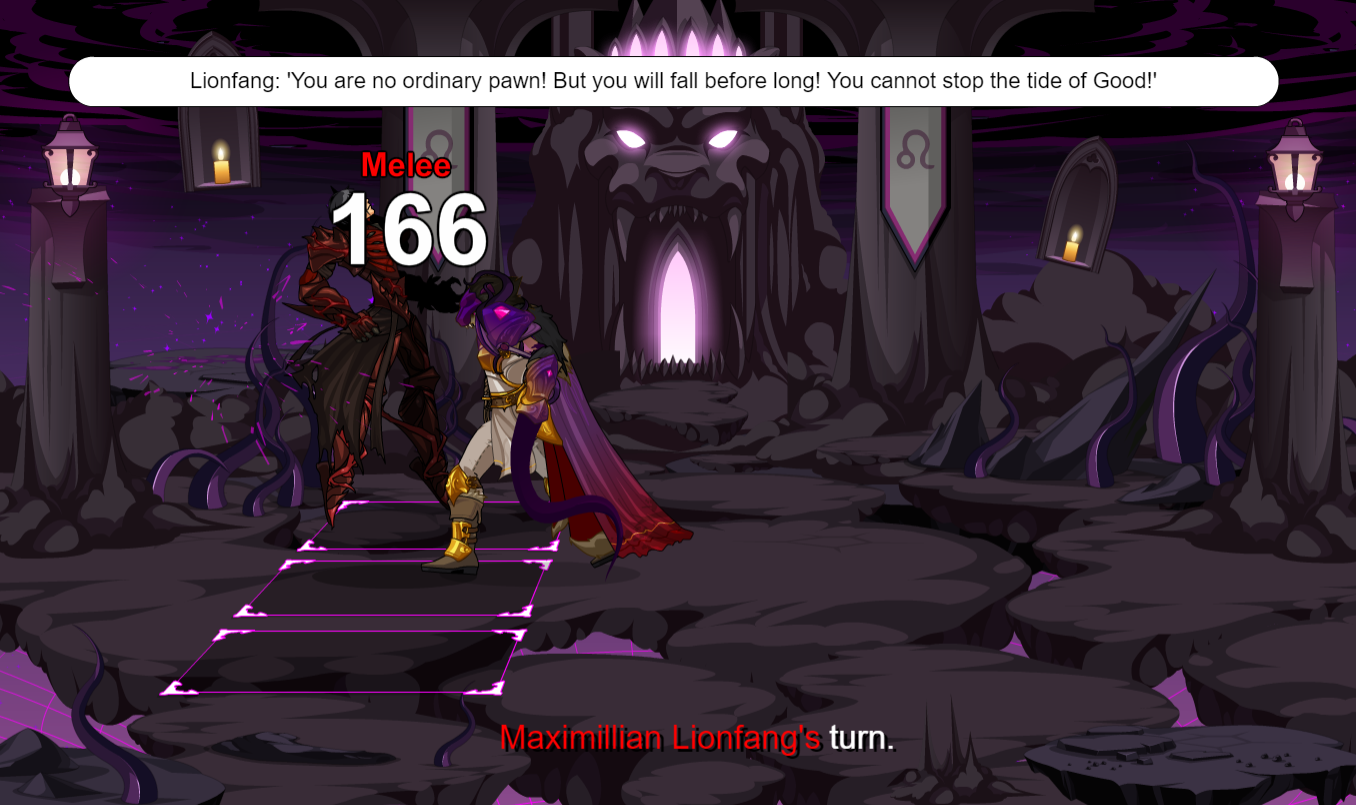 Lionfang: 'You are no ordinary pawn! But you will fall before long! You cannot stop the tide of Good!'
Melee
166
Maximillian Lionfang's turn.